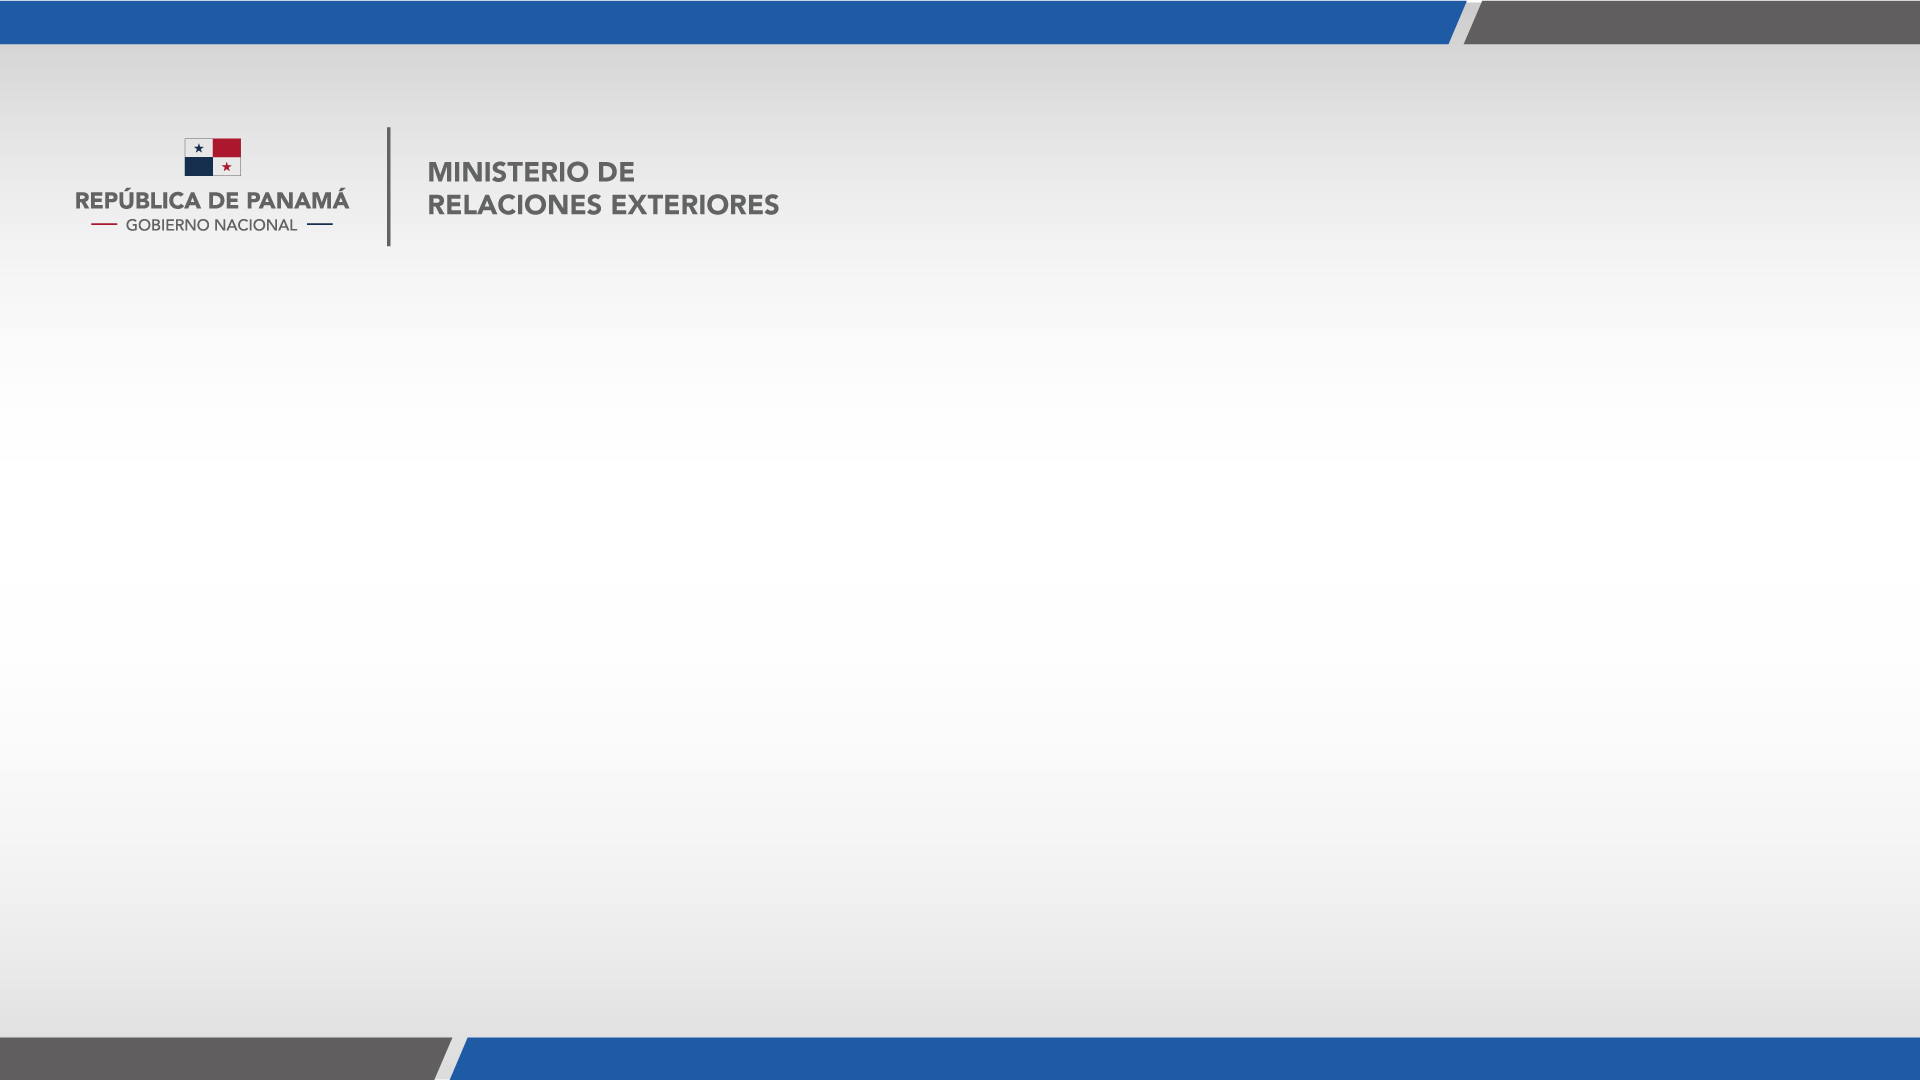 REPÚBLICA DE PANAMÁ
GOBIERNO NACIONAL
MINISTERIO DE
RELACIONES EXTERIORES